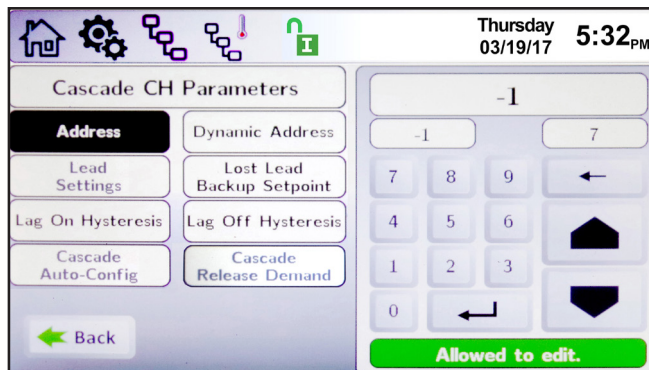 Thursday
03/19/17
5:32PM
I
Cascade CH Parameters
Address
Dynamic Address
Lead
Settings
Lost Lead
Backup Setpoint
Lag On Hysteresis
Lag Off Hysteresis
Cascade
Auto-Config
Cascade
Release Demand
Back
-1
-1
7
7 8 9
4 5 6
1 2 3
0
Allowed to edit.